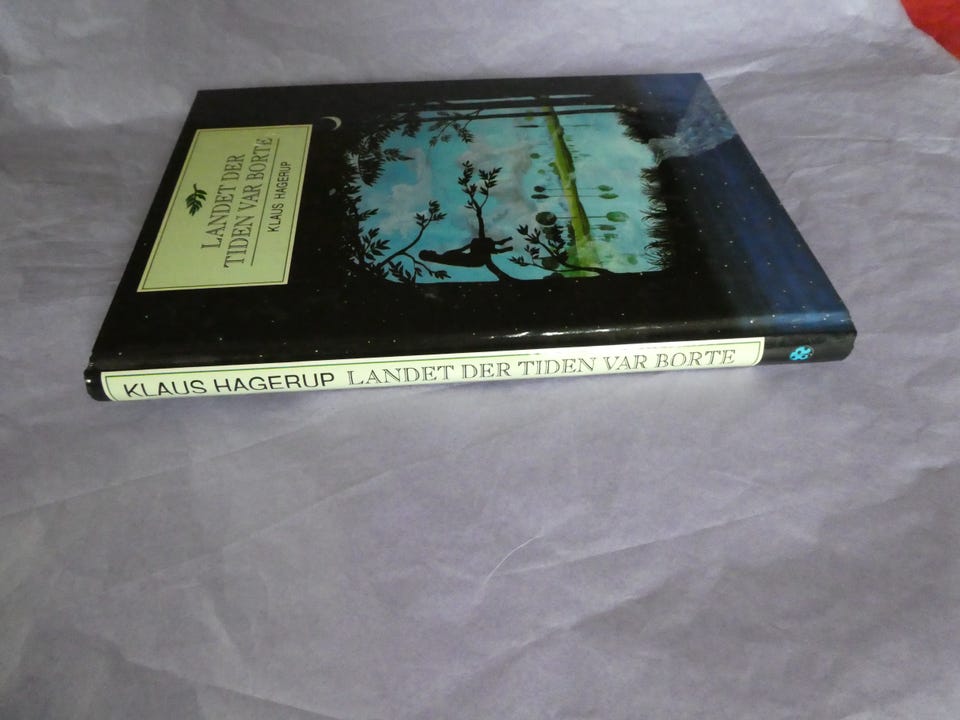 LANDET DER
TIDEN VAR BORTE
KLAUS HAGERUP
KLAUS HAGERUP LANDET DER TIDEN VAR BORTE